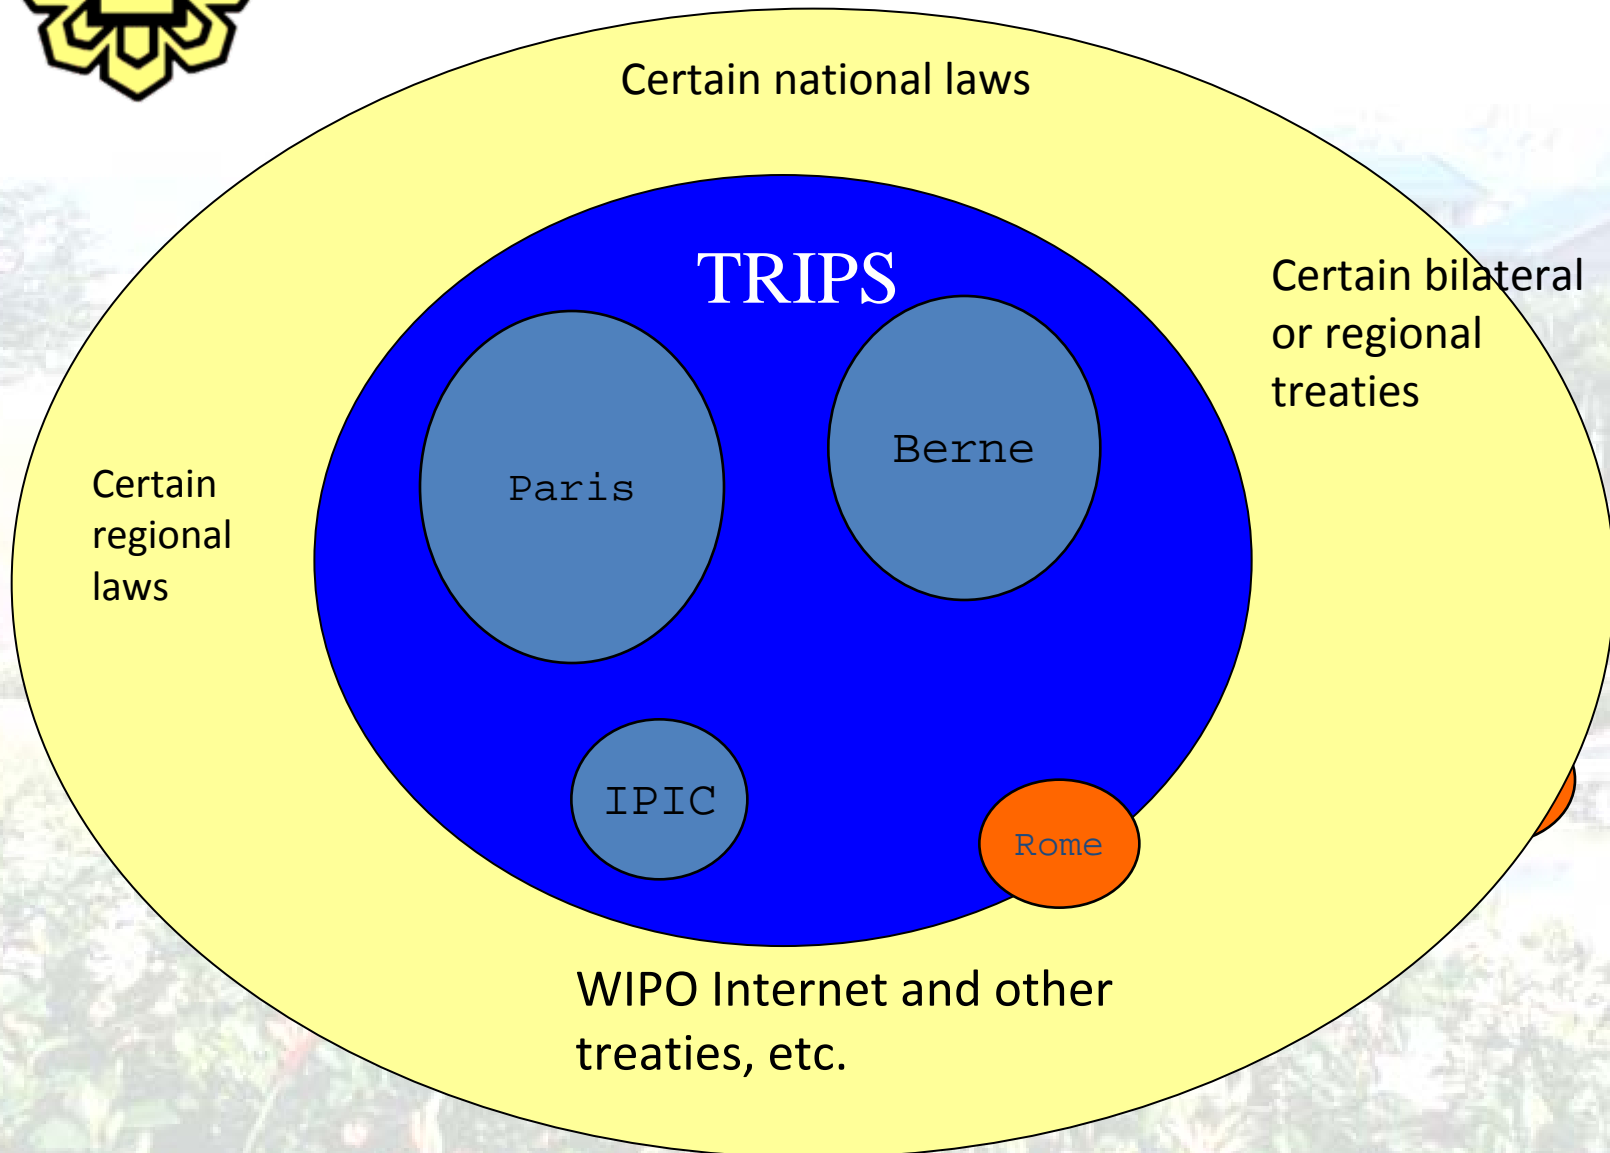 Certain national laws
TRIPS
Certain bilateral
or regional
treaties
Berne
Paris
Certain
regional
laws
IPIC
Rome
WIPO Internet and other
treaties, etc.